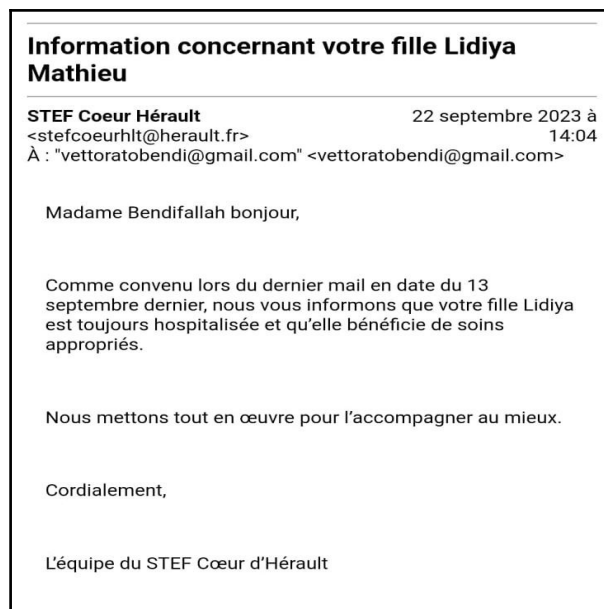 Information concernant votre fille Lidiya
Mathieu
STEF Coeur Hérault 22 septembre 2023 à
<stefcoeurhlt@herault.fr> 14:04
À : "vettoratobendi@gmail.com" <vettoratobendi@gmail.com>
Madame Bendifallah bonjour,
Comme convenu lors du dernier mail en date du 13
septembre dernier, nous vous informons que votre fille Lidiya
est toujours hospitalisée et qu'elle bénéficie de soins
appropriés.
Nous mettons tout en œuvre pour l'accompagner au mieux.
Cordialement,
L'équipe du STEF Cœur d'Hérault